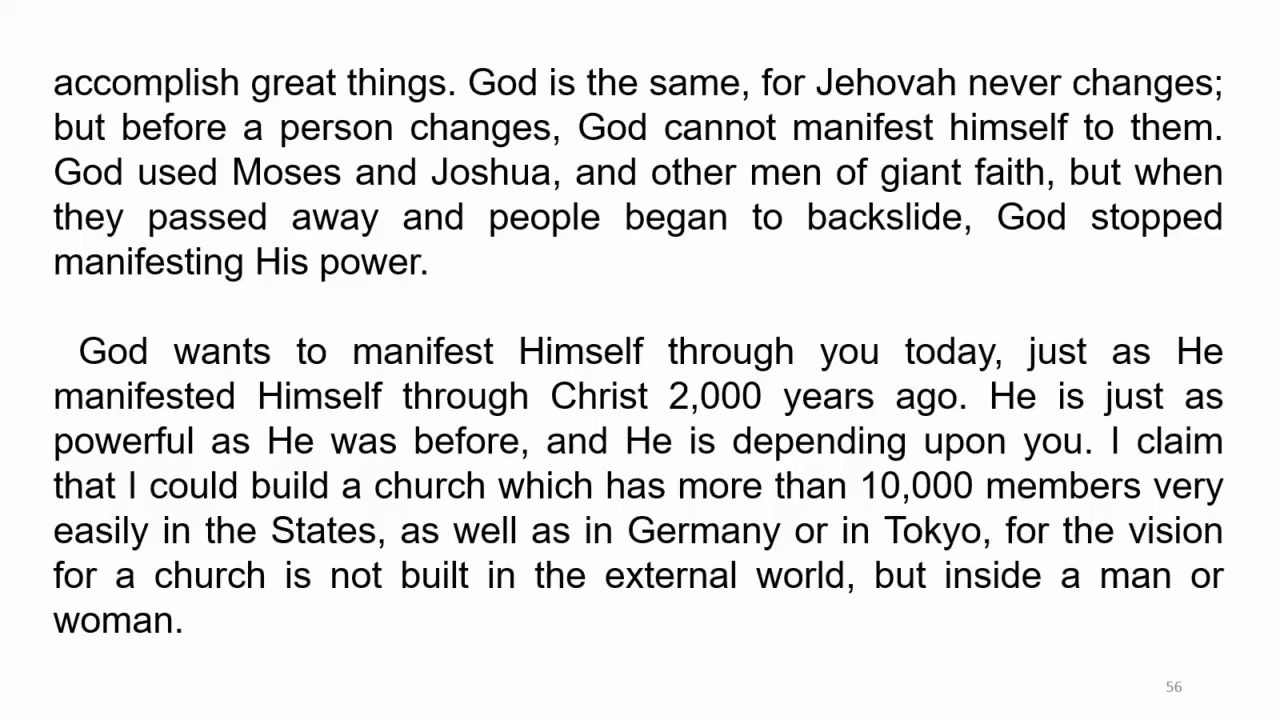 accomplish great things. God is the same, for Jehovah never changes;
but before a person changes, God cannot manifest himself to them.
God used Moses and Joshua, and other men of giant faith, but when
they passed away and people began to backslide, God stopped
manifesting His power.
God wants to manifest Himself through you today, just as He
manifested Himself through Christ 2,000 years ago. He is just as
powerful as He was before, and He is depending upon you. I claim
that I could build a church which has more than 10,000 members very
easily in the States, as well as in Germany or in Tokyo, for the vision
for a church is not built in the external world, but inside a man or
woman.
56